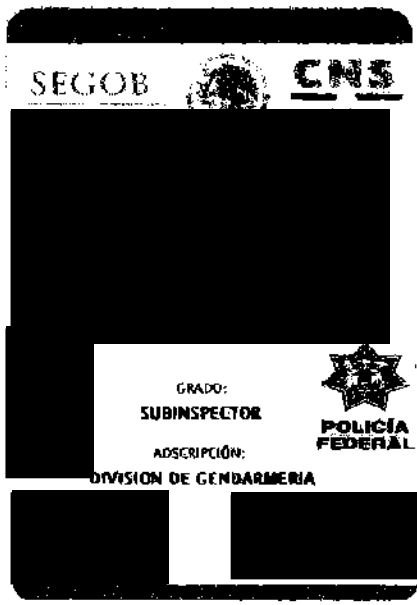 SEGOB
CNS
GRADO:
SUBINSPECTOR
POLICÍA
FEDERAL
ADSCRIPCIÓN:
DIVISION DE GENDARMERIA